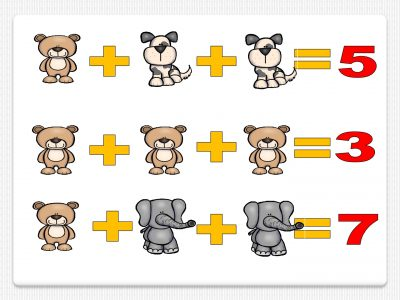 + + = 5
+ + = 3
+ + = 7